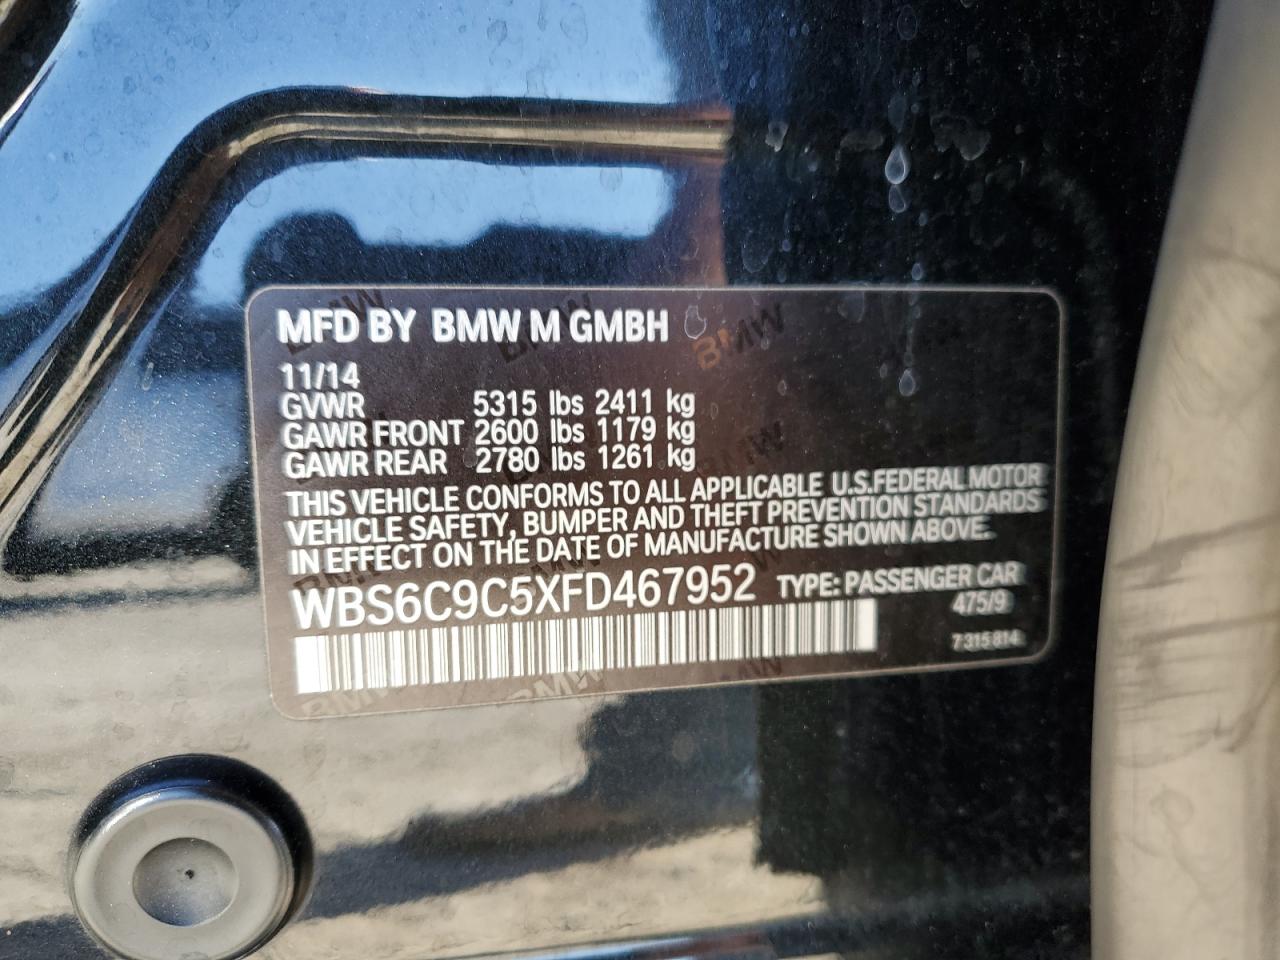 MFD BY BMW M GMBH
11/14
GVWR 5315 lbs 2411 kg
GAWR FRONT 2600 lbs 1179 kg
GAWR REAR 2780 lbs 1261 kg
THIS VEHICLE CONFORMS TO ALL APPLICABLE U.S.FEDERAL MOTOR
VEHICLE SAFETY, BUMPER AND THEFT PREVENTION STANDARDS
IN EFFECT ON THE DATE OF MANUFACTURE SHOWN ABOVE.
WBS6C9C5XFD467952 TYPE: PASSENGER CAR
475/9
7 315 814